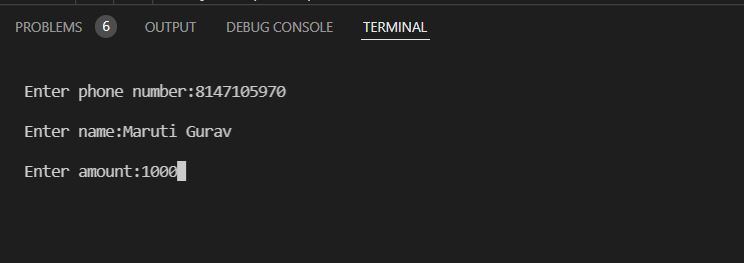 PROBLEMS 6 OUTPUT DEBUG CONSOLE TERMINAL
Enter phone number:8147105970
Enter name:Maruti Gurav
Enter amount:1000